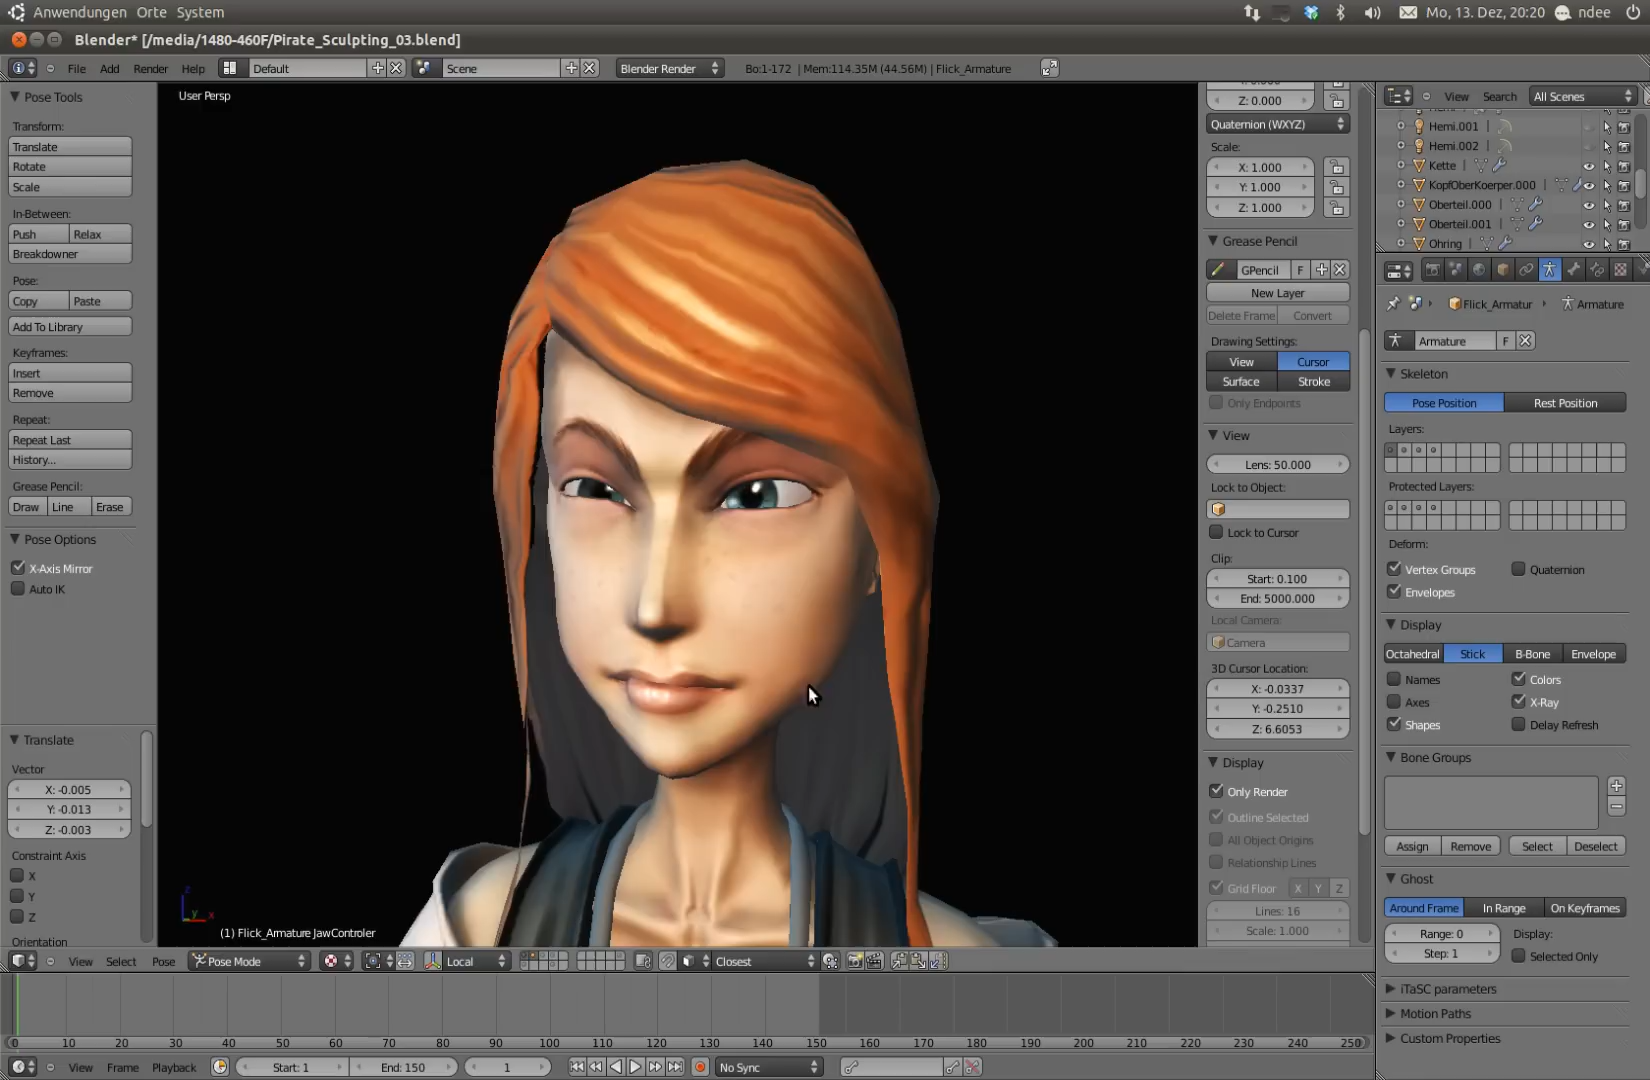 Anwendungen Orte System
Mo, 13. Dez, 20:20 ndee
Blender* [/media/1480-460F/Pirate_Sculpting_03.blend]
File Add Render Help Default Scene Blender Render Bo:1-172 | Mem:114.35M (44.56M) | Flick_Armature
Pose Tools
Transform:
Translate
Rotate
Scale
In-Between:
Push Relax
Breakdowner
Pose:
Copy Paste
Add To Library
Keyframes:
Insert
Remove
Repeat:
Repeat Last
History...
Grease Pencil:
Draw Line Erase
Pose Options
X-Axis Mirror
Auto IK
Translate
Vector
X: -0.005
Y: -0.013
Z: -0.003
Constraint Axis
X
Y
Z
Orientation
User Persp
z
y x
(1) Flick_Armature JawControler
Z: 0.000
Quaternion (WXYZ)
Scale:
X: 1.000
Y: 1.000
Z: 1.000
Grease Pencil
GPencil F
New Layer
Delete Frame Convert
Drawing Settings:
View Cursor
Surface Stroke
Only Endpoints
View
Lens: 50.000
Lock to Object:
Lock to Cursor
Clip:
Start: 0.100
End: 5000.000
Local Camera:
Camera
3D Cursor Location:
X: -0.0337
Y: -0.2510
Z: 6.6053
Display
Only Render
Outline Selected
All Object Origins
Relationship Lines
Grid Floor X Y Z
Lines: 16
Scale: 1.000
View Search All Scenes
Hemi.001
Hemi.002
Kette
KopfOberKoerper.000
Oberteil.000
Oberteil.001
Ohring
Flick_Armatur Armature
Armature F
Skeleton
Pose Position Rest Position
Layers:
Protected Layers:
Deform:
Vertex Groups Quaternion
Envelopes
Display
Octahedral Stick B-Bone Envelope
Names Colors
Axes X-Ray
Shapes Delay Refresh
Bone Groups
Assign Remove Select Deselect
Ghost
Around Frame In Range On Keyframes
Range: 0 Display:
Step: 1 Selected Only
iTaSC parameters
Motion Paths
Custom Properties
View Select Pose Pose Mode Local Closest
0 10 20 30 40 50 60 70 80 90 100 110 120 130 140 150 160 170 180 190 200 210 220 230 240 250
View Frame Playback Start: 1 End: 150 1 No Sync